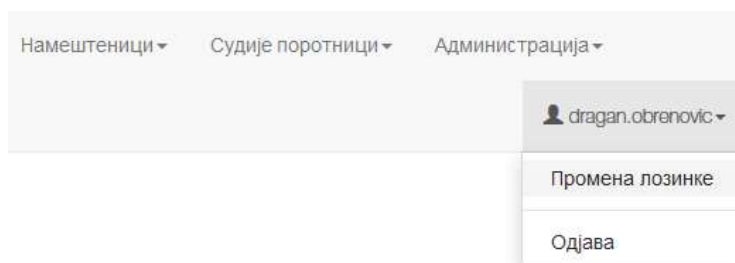 Намештеници Судије поротници Администрација
dragan.obrenovic
Промена лозинке
Одјава